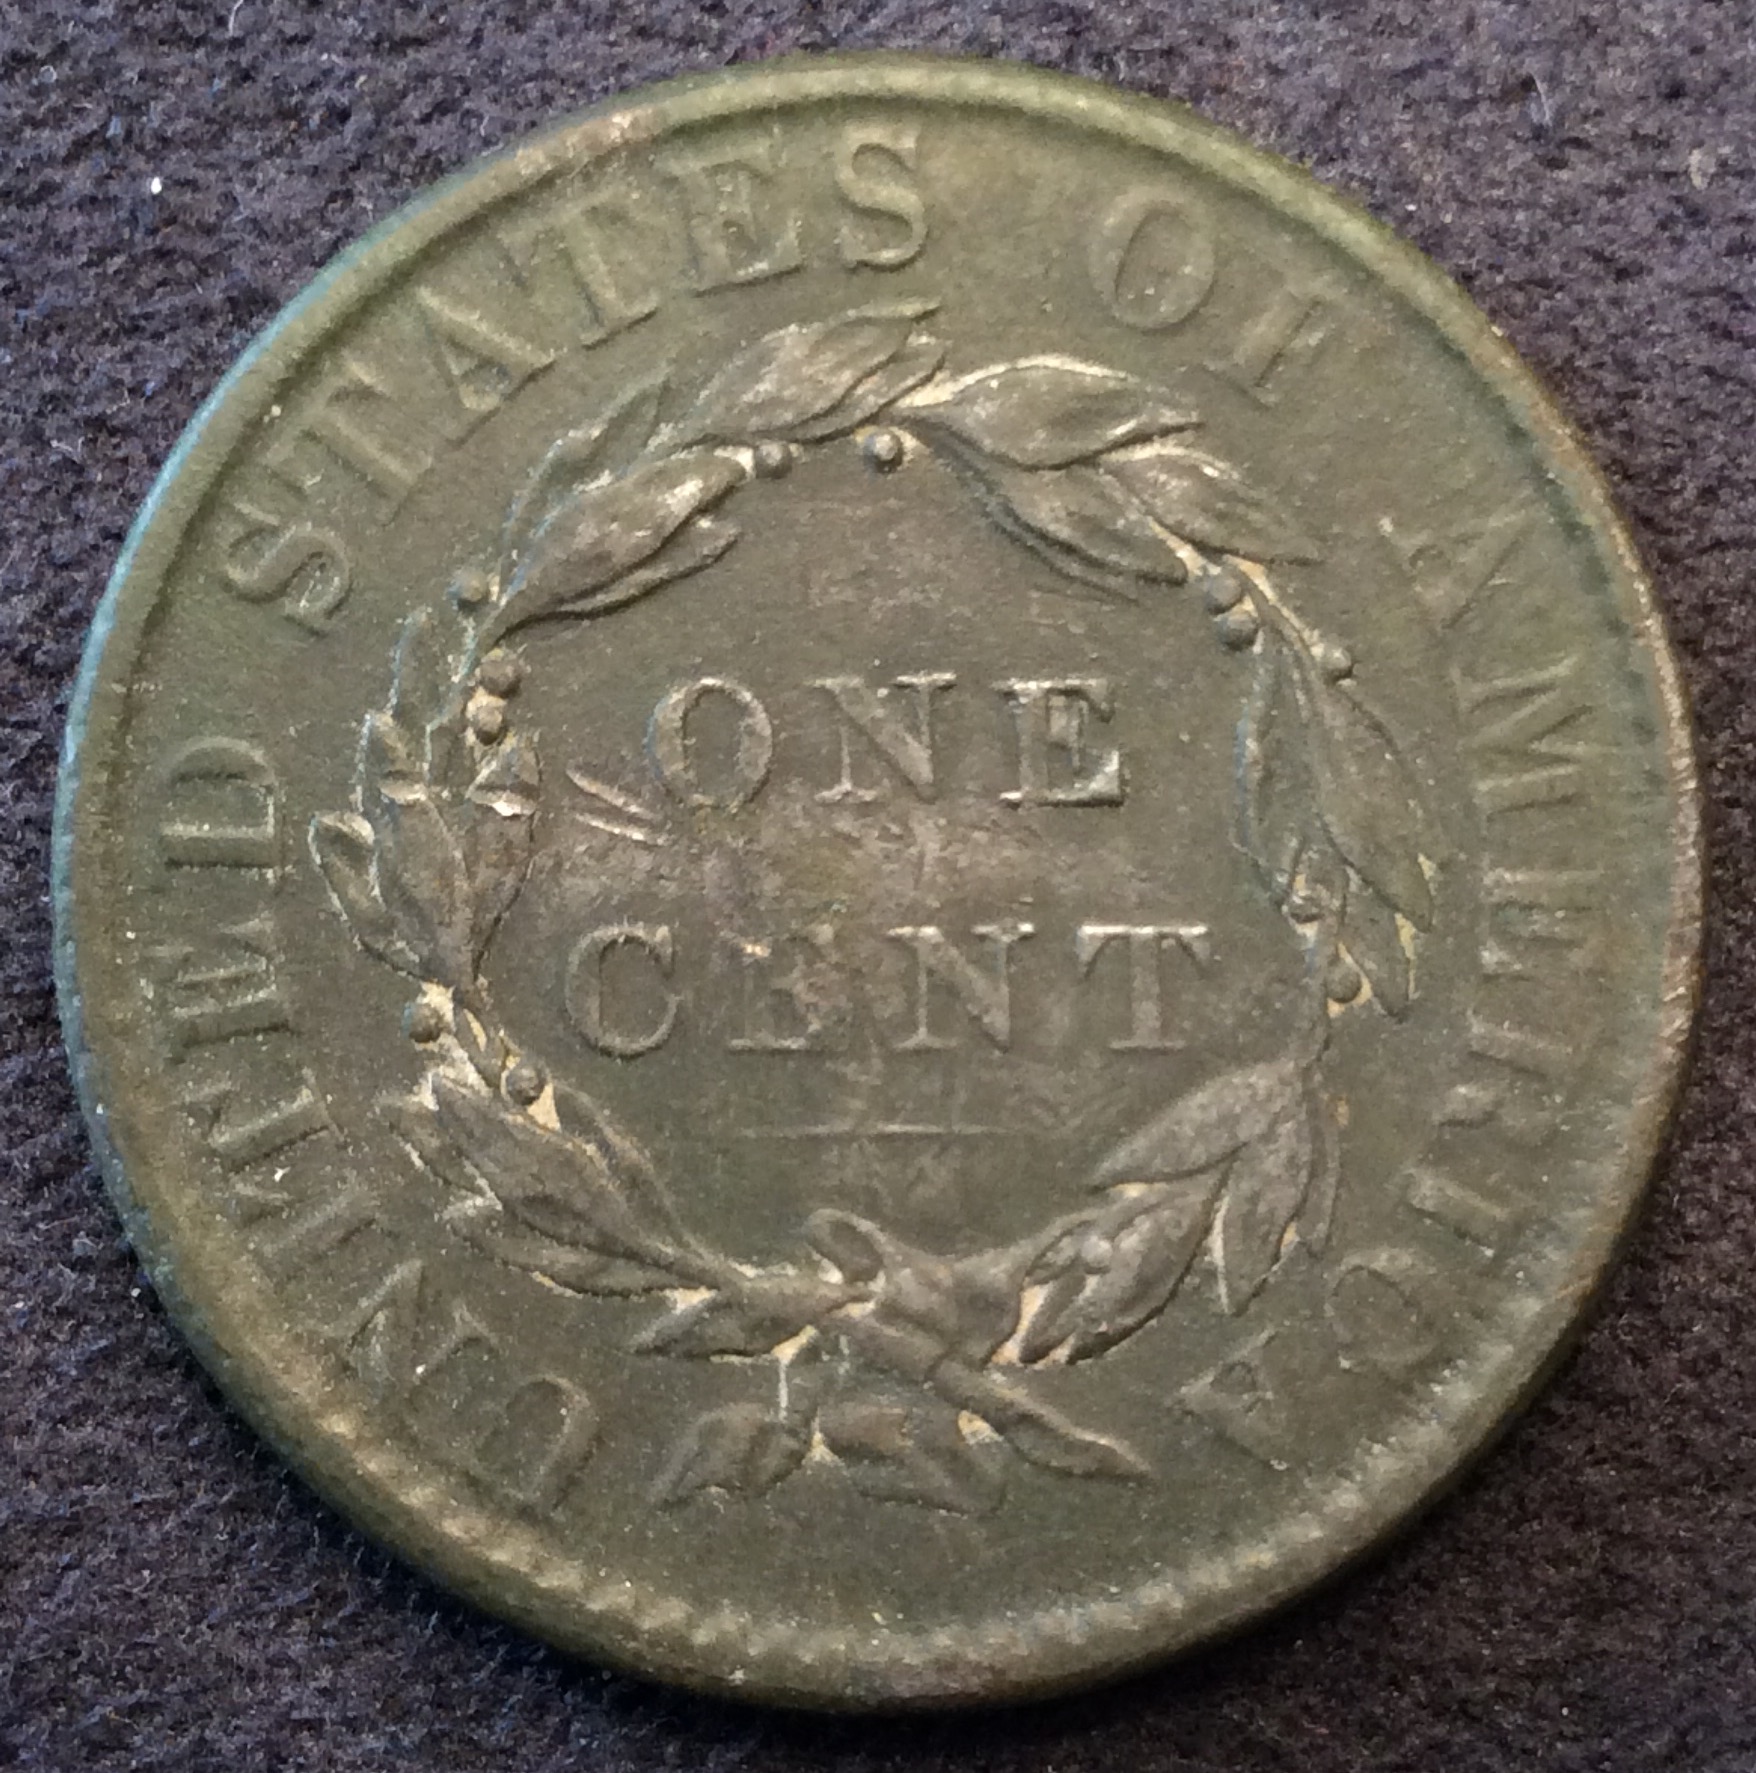 UNITED STATES OF AMERICA
ONE
CENT